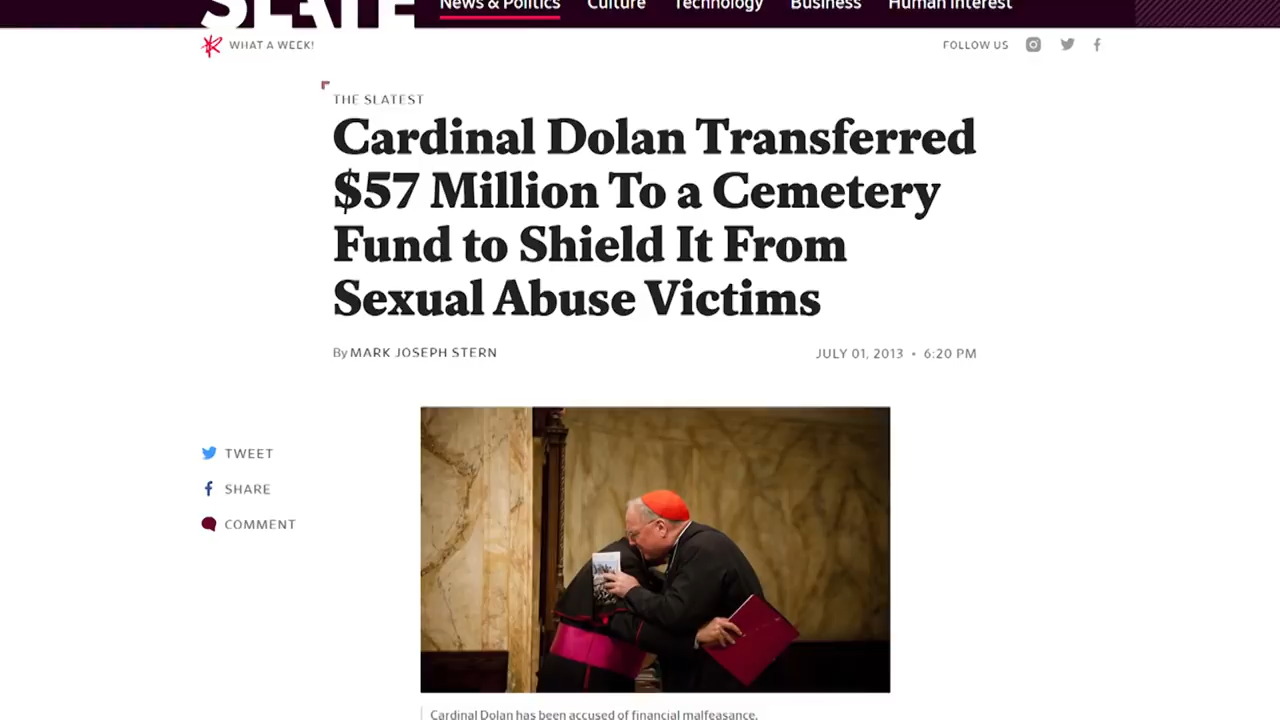 SLATE
News & Politics Culture Technology Business Human Interest
WHAT A WEEK!
FOLLOW US
THE SLATEST
Cardinal Dolan Transferred
$57 Million To a Cemetery
Fund to Shield It From
Sexual Abuse Victims
By MARK JOSEPH STERN
JULY 01, 2013 • 6:20 PM
TWEET
SHARE
COMMENT
Cardinal Dolan has been accused of financial malfeasance.